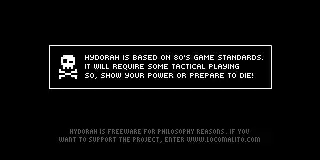 HYDORAH IS BASED ON 80'S GAME STANDARDS.
IT WILL REQUIRE SOME TACTICAL PLAYING
SO, SHOW YOUR POWER OR PREPARE TO DIE!
HYDORAH IS FREEWARE FOR PHILOSOPHY REASONS. IF YOU
WANT TO SUPPORT THE PROJECT, ENTER WWW.LOCOMALITO.COM